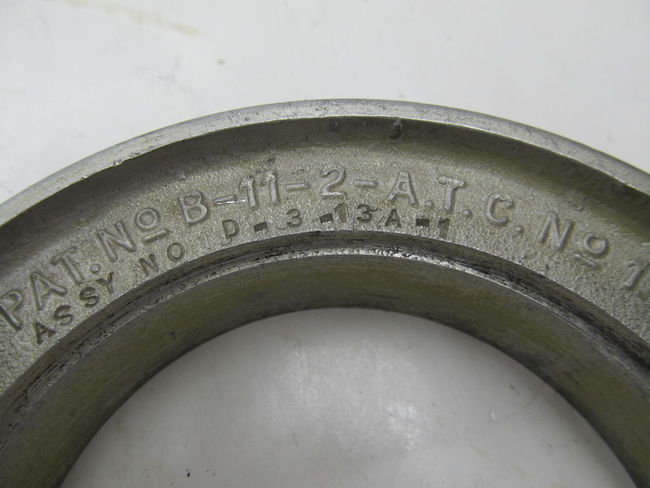 PAT. No B-11-2-A.T.C. No 1
ASSY NO D-3-13A-1